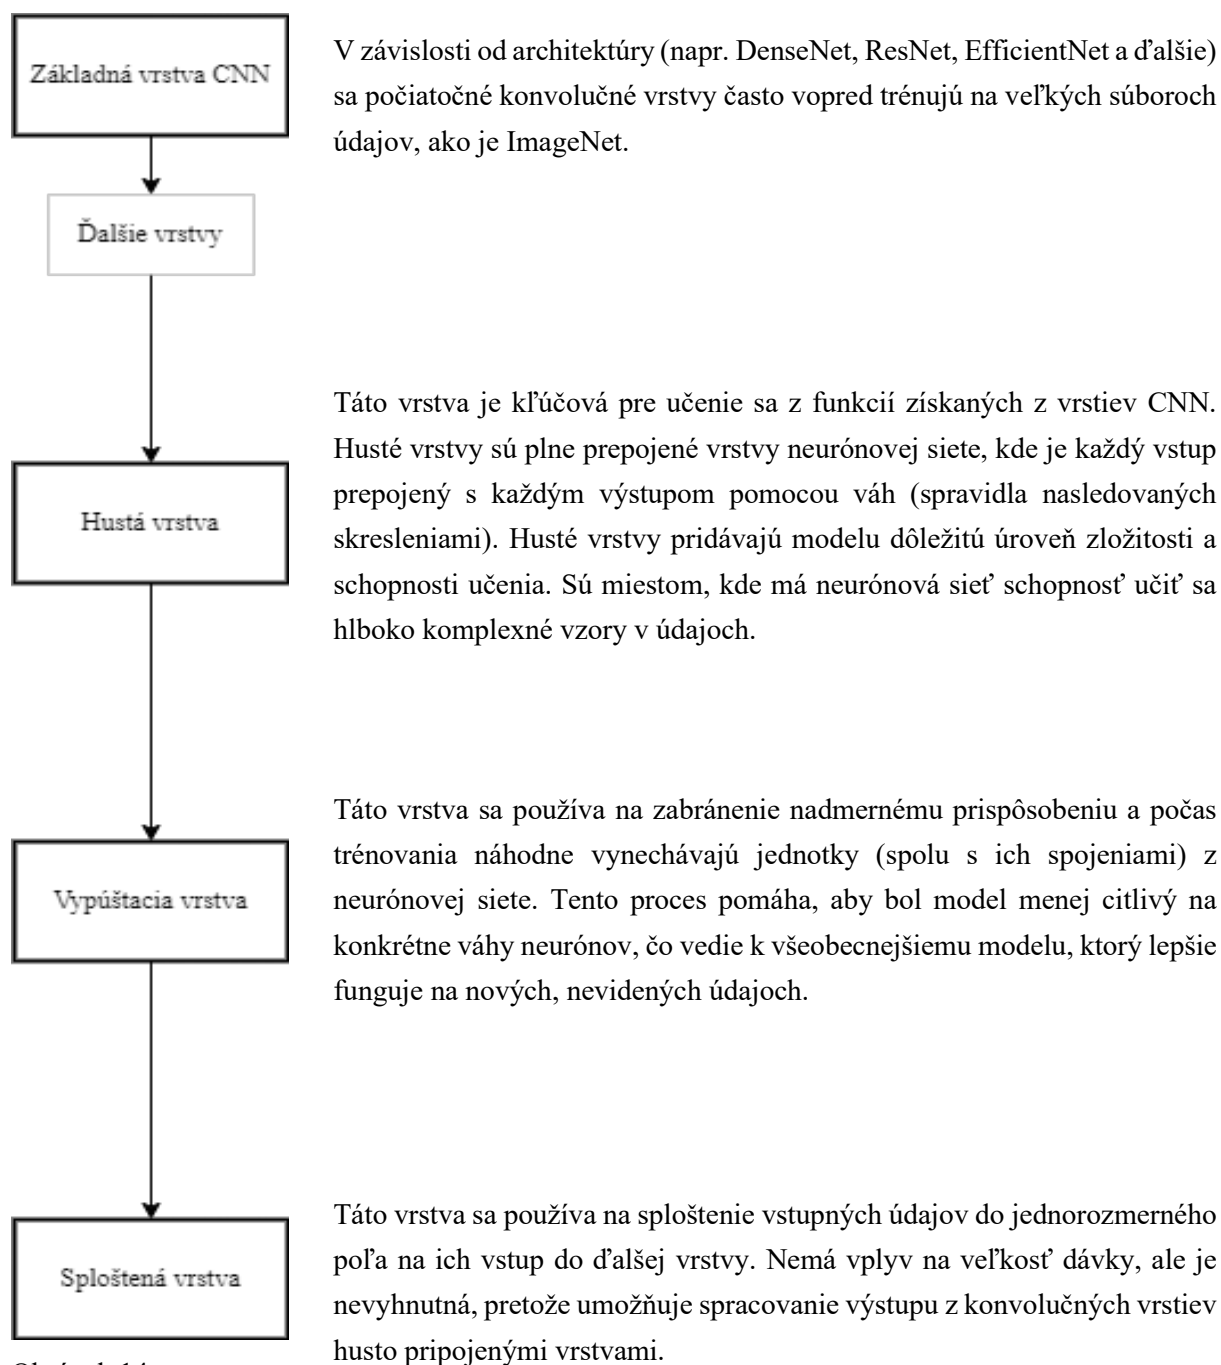 Základná vrstva CNN
V závislosti od architektúry (napr. DenseNet, ResNet, EfficientNet a ďalšie)
sa počiatočné konvolučné vrstvy často vopred trénujú na veľkých súboroch
údajov, ako je ImageNet.
Ďalšie vrstvy
Hustá vrstva
Táto vrstva je kľúčová pre učenie sa z funkcií získaných z vrstiev CNN.
Husté vrstvy sú plne prepojené vrstvy neurónovej siete, kde je každý vstup
prepojený s každým výstupom pomocou váh (spravidla nasledovaných
skresleniami). Husté vrstvy pridávajú modelu dôležitú úroveň zložitosti a
schopnosti učenia. Sú miestom, kde má neurónová sieť schopnosť učiť sa
hlboko komplexné vzory v údajoch.
Vypúštacia vrstva
Táto vrstva sa používa na zabránenie nadmernému prispôsobeniu a počas
trénovania náhodne vynechávajú jednotky (spolu s ich spojeniami) z
neurónovej siete. Tento proces pomáha, aby bol model menej citlivý na
konkrétne váhy neurónov, čo vedie k všeobecnejšiemu modelu, ktorý lepšie
funguje na nových, nevidených údajoch.
Sploštená vrstva
Táto vrstva sa používa na sploštenie vstupných údajov do jednorozmerného
poľa na ich vstup do ďalšej vrstvy. Nemá vplyv na veľkosť dávky, ale je
nevyhnutná, pretože umožňuje spracovanie výstupu z konvolučných vrstiev
husto pripojenými vrstvami.